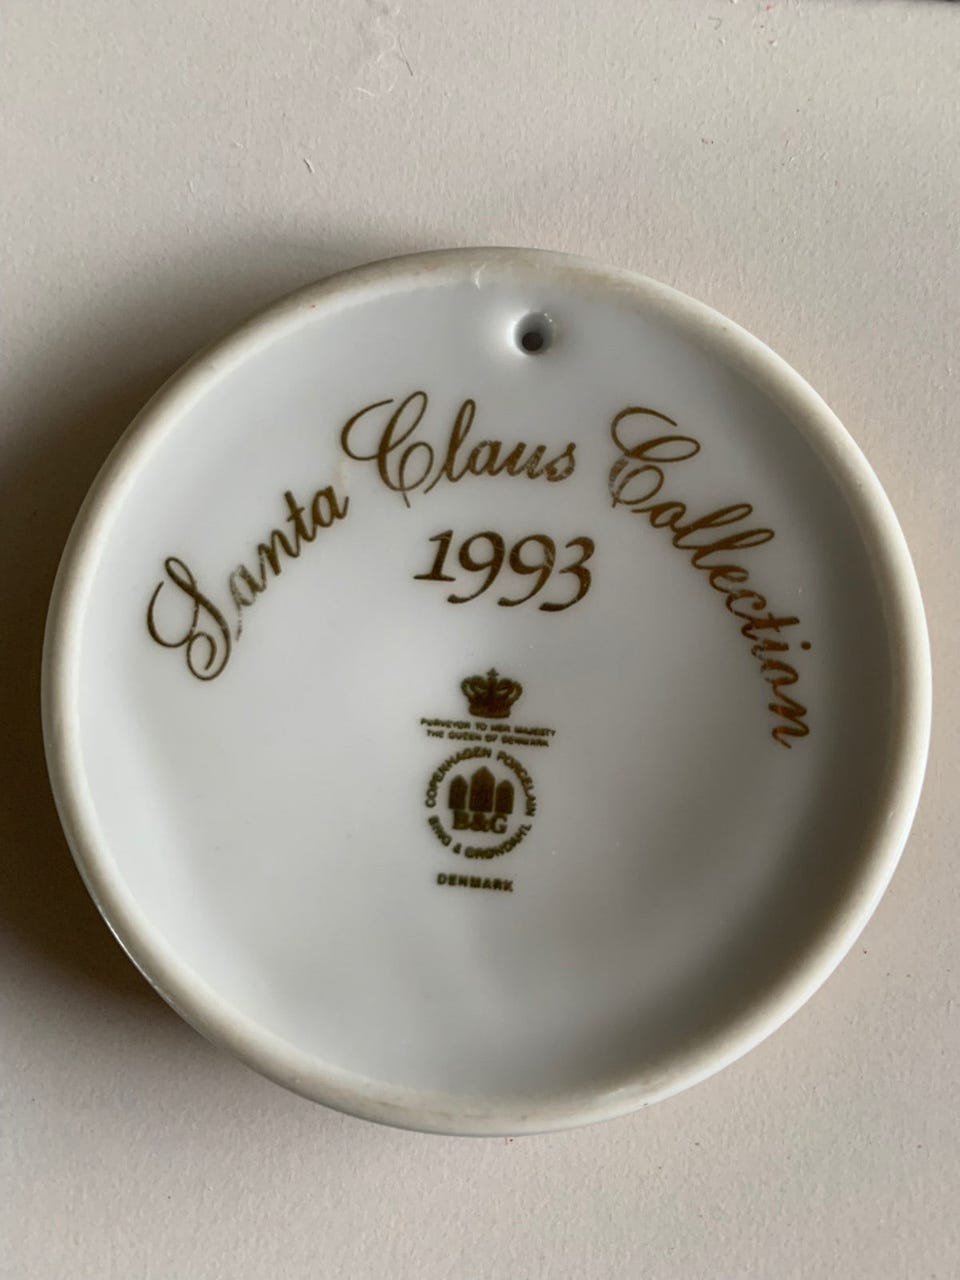 Santa Claus Collection
1993
PURVEYOR TO HER MAJESTY
THE QUEEN OF DENMARK
COPENHAGEN PORCELAIN
B&G
BING & GRØNDAHL
DENMARK